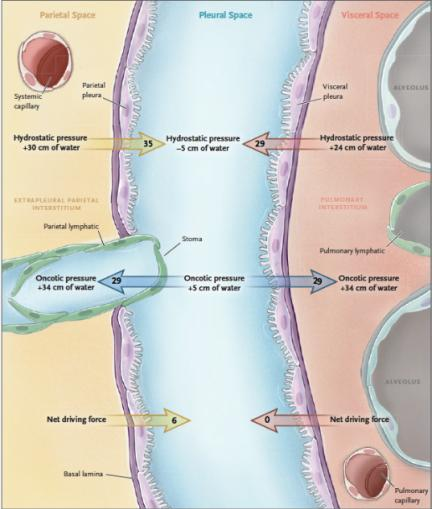 Parietal Space
Pleural Space
Visceral Space
Systemic
capillary
Parietal
pleura
Visceral
pleura
ALVEOLUS
Hydrostatic pressure
+30 cm of water
35
Hydrostatic pressure
–5 cm of water
29
Hydrostatic pressure
+24 cm of water
EXTRAPLEURAL PARIETAL
INTERSTITIUM
PULMONARY
INTERSTITIUM
Parietal lymphatic
Stoma
Pulmonary lymphatic
Oncotic pressure
+34 cm of water
29
Oncotic pressure
+5 cm of water
29
Oncotic pressure
+34 cm of water
ALVEOLUS
Net driving force
6
0
Net driving force
Basal lamina
Pulmonary
capillary